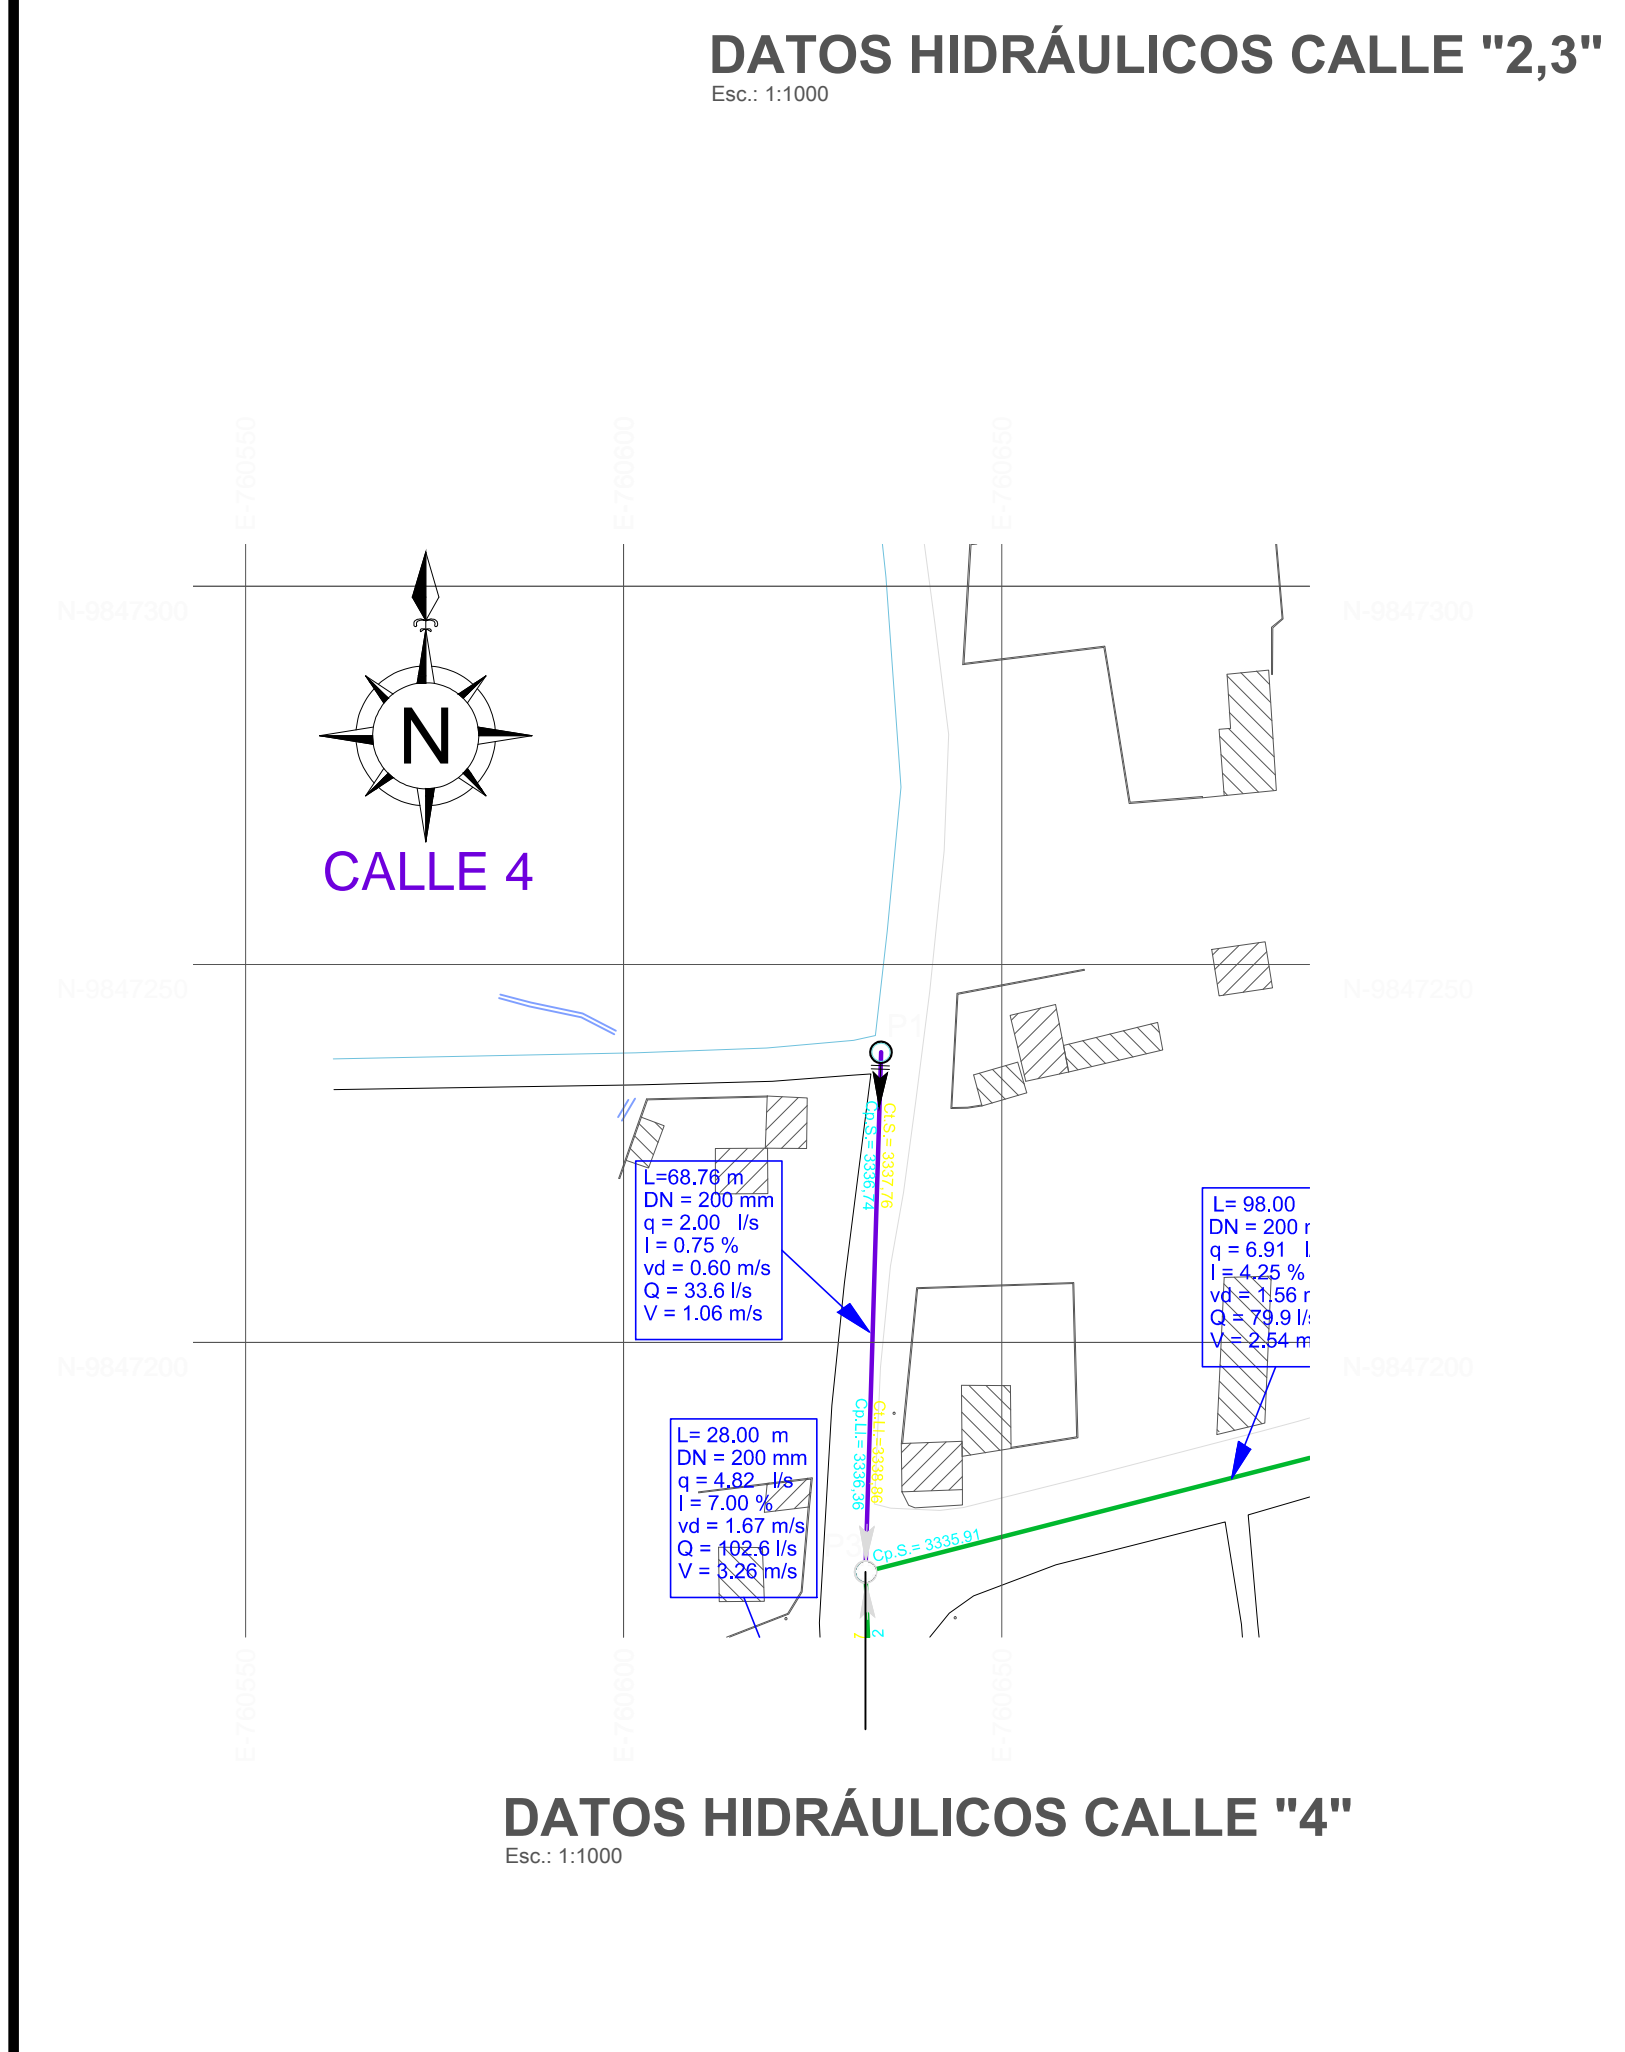 DATOS HIDRÁULICOS CALLE "2,3"
Esc.: 1:1000
E-760550
E-760600
E-760650
N-9847300
N-9847300
N
CALLE 4
N-9847250
N-9847250
P1
Cp.S.= 3336,74
Ct.S.= 3337,76
L=68.76 m
DN = 200 mm
q = 2.00 l/s
I = 0.75 %
vd = 0.60 m/s
Q = 33.6 l/s
V = 1.06 m/s
L= 98.00
DN = 200
q = 6.91
I = 4.25 %
vd = 1.56
Q = 79.9
V = 2.54
N-9847200
N-9847200
Cp.Ll.= 3336,36
L= 28.00 m
DN = 200 mm
q = 4.82 l/s
I = 7.00 %
vd = 1.67 m/s
Q = 102.6 l/s
V = 3.26 m/s
Cp.S.= 3335.91
2
E-760550
E-760600
E-760650
DATOS HIDRÁULICOS CALLE "4"
Esc.: 1:1000